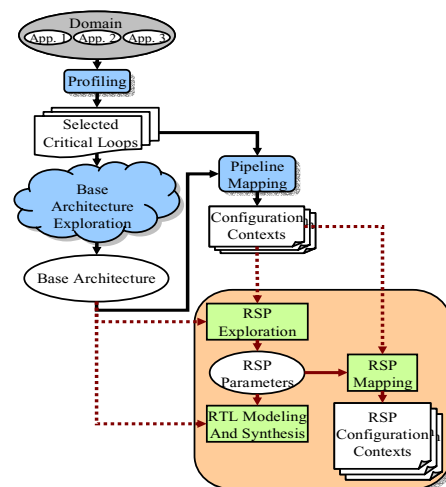 Domain
App. 1 App. 2 App. 3
Profiling
Selected
Critical Loops
Base
Architecture
Exploration
Pipeline
Mapping
Configuration
Contexts
Base Architecture
RSP
Exploration
RSP
Parameters
RSP
Mapping
RTL Modeling
And Synthesis
RSP
Configuration
Contexts